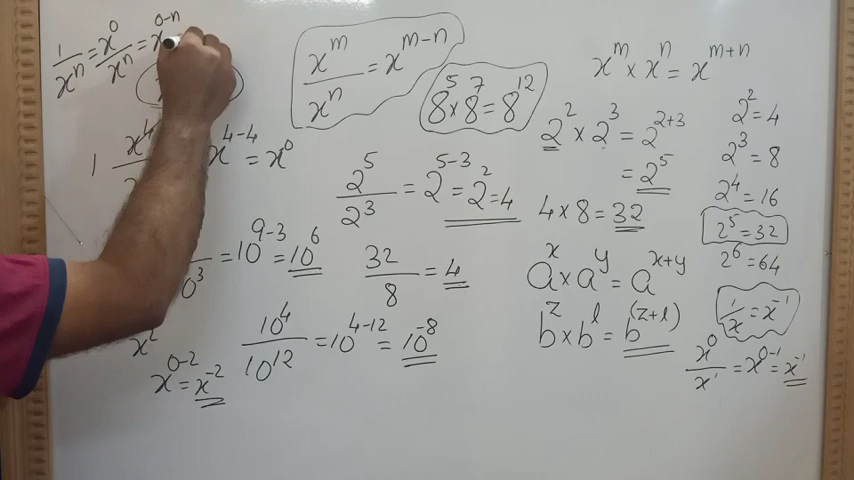 1/xⁿ = x⁰/xⁿ = x⁰⁻ⁿ
xᵐ/xⁿ = xᵐ⁻ⁿ
8⁵ × 8⁷ = 8¹²
xᵐ × xⁿ = xᵐ⁺ⁿ
2² × 2³ = 2²⁺³
= 2⁵
4 × 8 = 32
2² = 4
2³ = 8
2⁴ = 16
2⁵ = 32
2⁶ = 64
1 x⁴ x⁴⁻⁴ = x⁰
2⁵/2³ = 2⁵⁻³ = 2² = 4
0³ = 10⁹⁻³ = 10⁶
32/8 = 4
aˣ × aʸ = aˣ⁺ʸ
bᶻ × bˡ = b⁽ᶻ⁺ˡ⁾
1/x = x⁻¹
x⁰/x¹ = x⁰⁻¹ = x⁻¹
x²
x⁰⁻² = x⁻²
10⁴/10¹² = 10⁴⁻¹² = 10⁻⁸